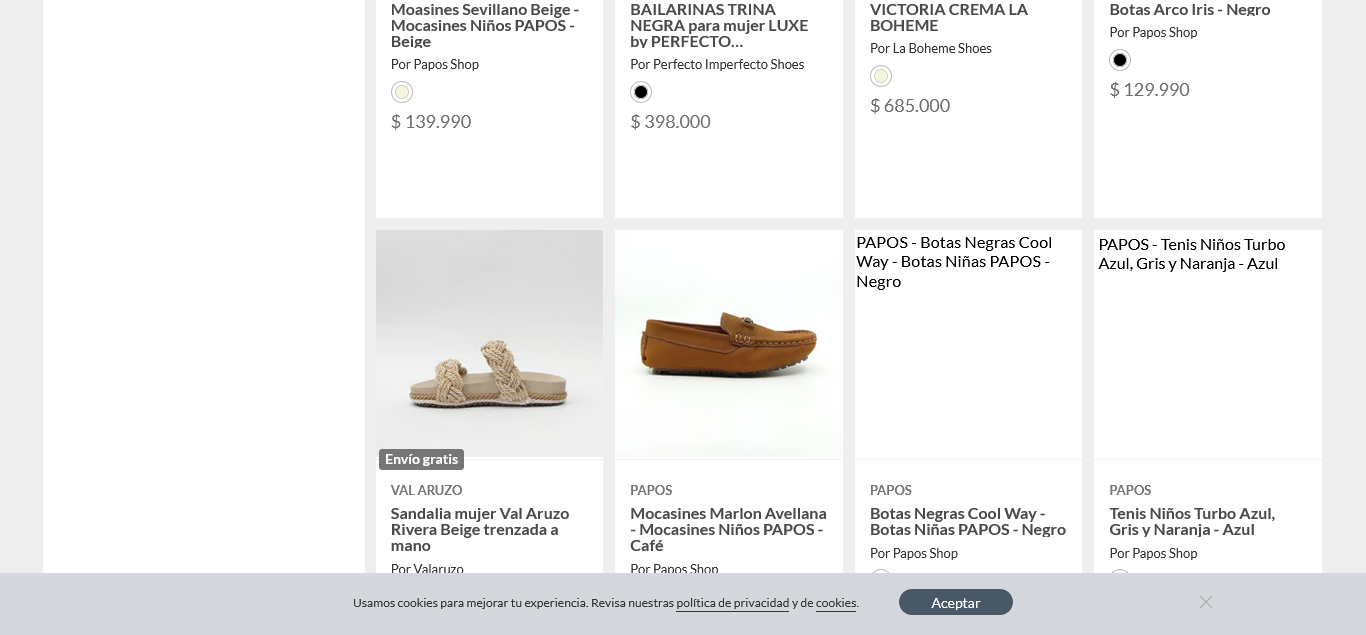 Moasines Sevillano Beige -
Mocasines Niños PAPOS -
Beige
Por Papos Shop
$ 139.990
BAILARINAS TRINA
NEGRA para mujer LUXE
by PERFECTO...
Por Perfecto Imperfecto Shoes
$ 398.000
VICTORIA CREMA LA
BOHEME
Por La Boheme Shoes
$ 685.000
Botas Arco Iris - Negro
Por Papos Shop
$ 129.990
Envío gratis
VAL ARUZO
Sandalia mujer Val Aruzo
Rivera Beige trenzada a
mano
Por Valaruzo
PAPOS
Mocasines Marlon Avellana
- Mocasines Niños PAPOS -
Café
Por Papos Shop
PAPOS - Botas Negras Cool
Way - Botas Niñas PAPOS -
Negro
PAPOS
Botas Negras Cool Way -
Botas Niñas PAPOS - Negro
Por Papos Shop
PAPOS - Tenis Niños Turbo
Azul, Gris y Naranja - Azul
PAPOS
Tenis Niños Turbo Azul,
Gris y Naranja - Azul
Por Papos Shop
Usamos cookies para mejorar tu experiencia. Revisa nuestras política de privacidad y de cookies.
Aceptar